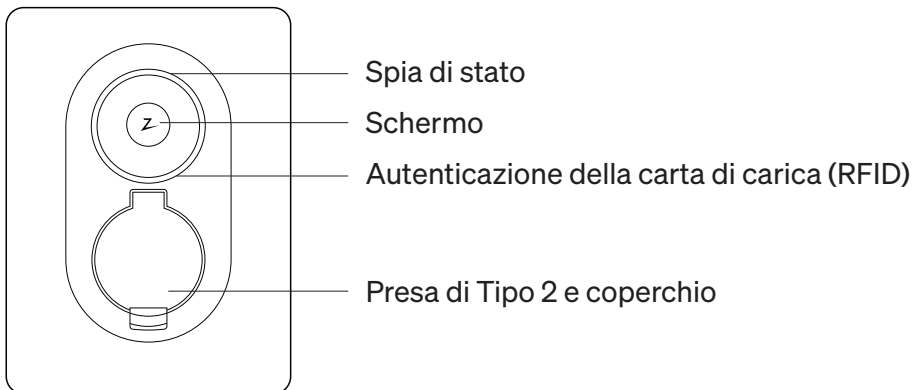 Spia di stato
Schermo
Autenticazione della carta di carica (RFID)
Presa di Tipo 2 e coperchio